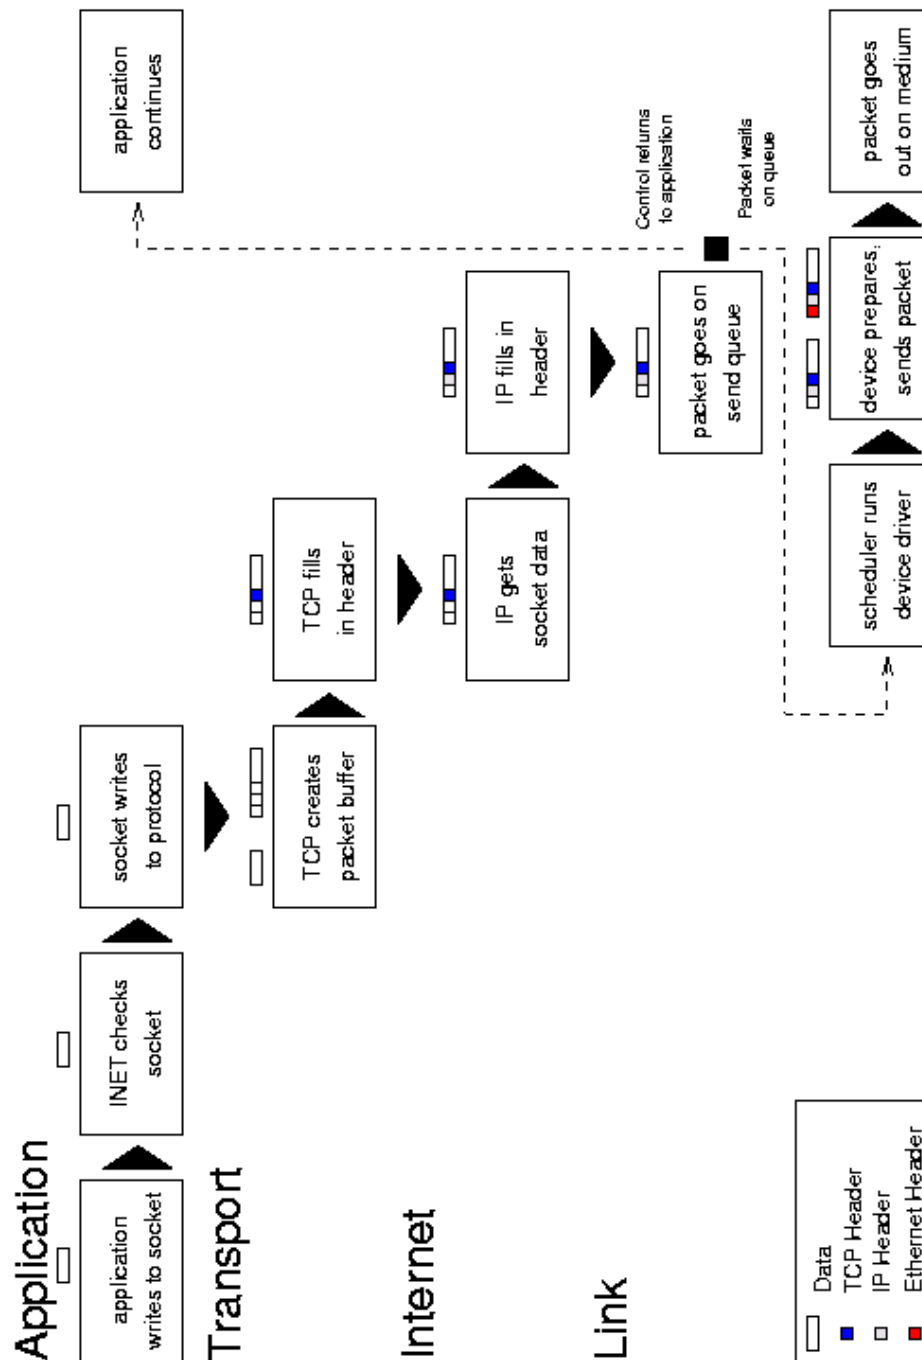 Application
application
writes to socket
INET checks
socket
socket writes
to protocol
application
continues
Transport
TCP creates
packet buffer
TCP fills
in header
Internet
IP gets
socket data
IP fills in
header
Link
packet goes on
send queue
Control returns
to application
Packet waits
on queue
scheduler runs
device driver
device prepares,
sends packet
packet goes
out on medium
Data
TCP Header
IP Header
Ethernet Header